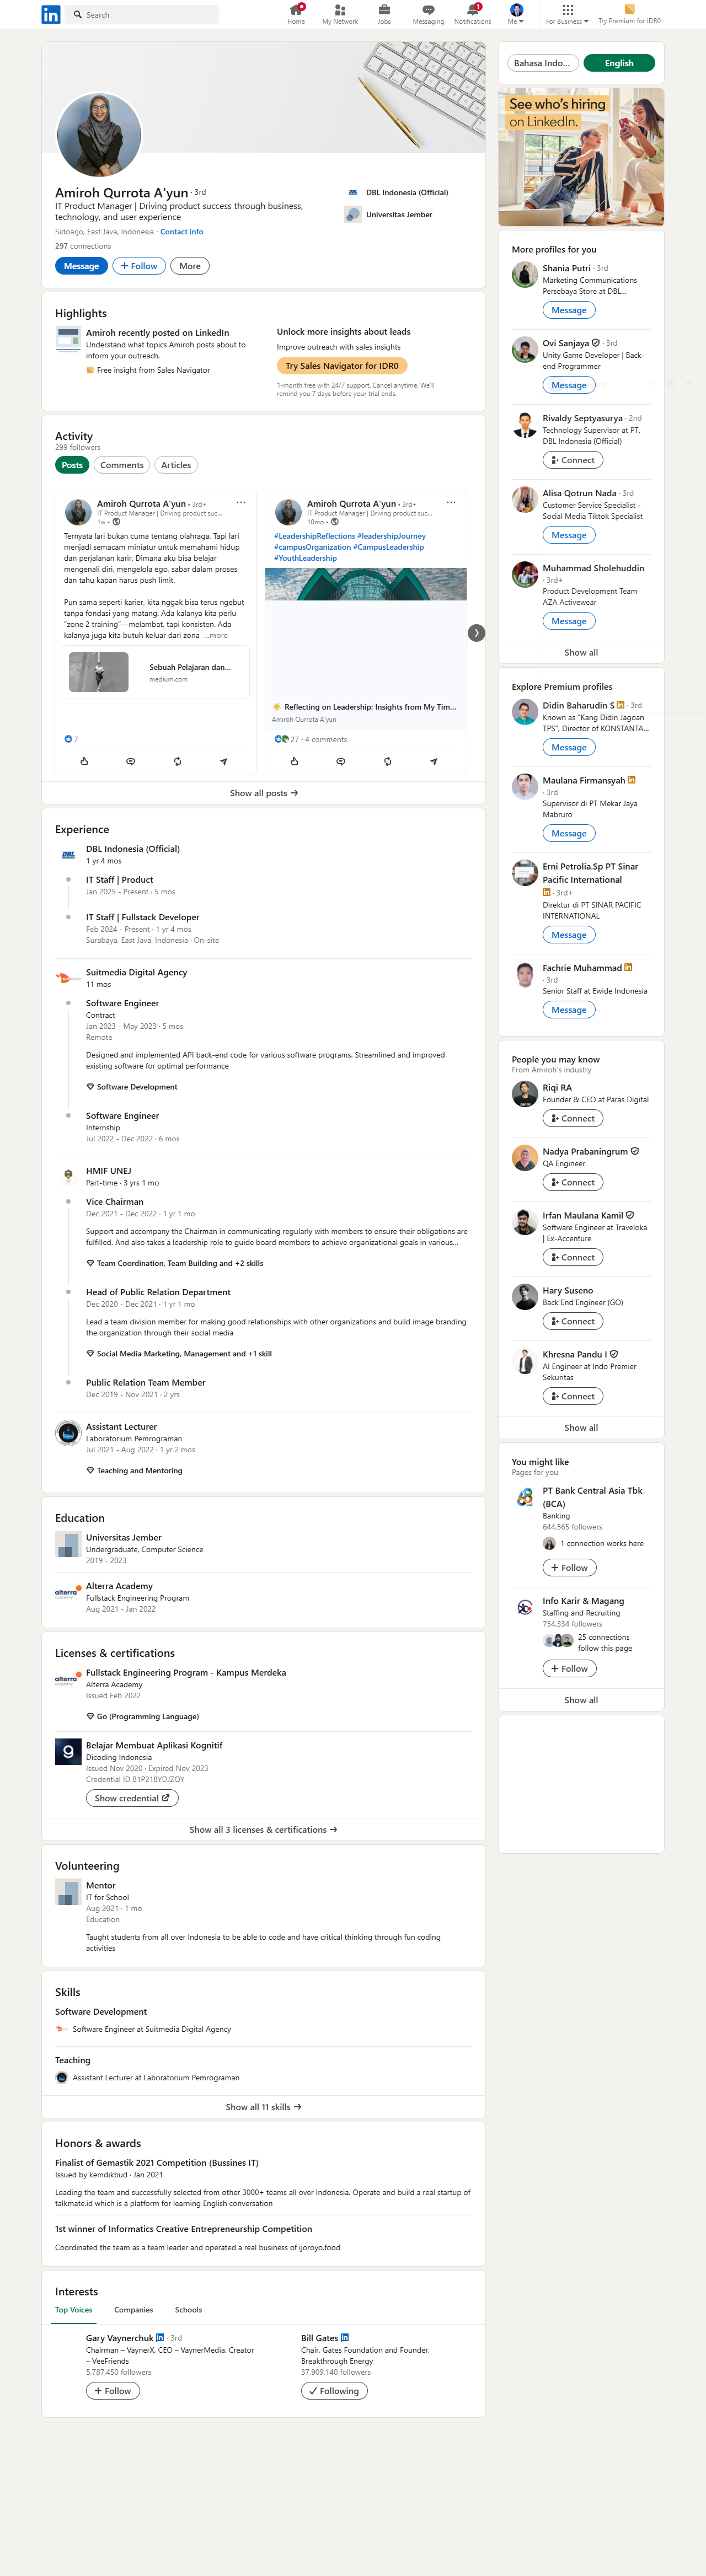 Search
Home
My Network
Jobs
Messaging
1
Notifications
Me
For Business
Try Premium for IDR0
Amiroh Qurrota A'yun · 3rd
IT Product Manager | Driving product success through business,
technology, and user experience
Sidoarjo, East Java, Indonesia · Contact info
297 connections
DBL Indonesia (Official)
Universitas Jember
Message
Follow
More
Highlights
Amiroh recently posted on LinkedIn
Understand what topics Amiroh posts about to
inform your outreach.
Free insight from Sales Navigator
Unlock more insights about leads
Improve outreach with sales insights
Try Sales Navigator for IDR0
1-month free with 24/7 support. Cancel anytime. We'll
remind you 7 days before your trial ends.
Activity
299 followers
Posts
Comments
Articles
Amiroh Qurrota A'yun • 3rd+
IT Product Manager | Driving product suc...
1w •
Ternyata lari bukan cuma tentang olahraga. Tapi lari
menjadi semacam miniatur untuk memahami hidup
dan perjalanan karir. Dimana aku bisa belajar
mengenali diri, mengelola ego, sabar dalam proses,
dan tahu kapan harus push limit.
Pun sama seperti karier, kita nggak bisa terus ngebut
tanpa fondasi yang matang. Ada kalanya kita perlu
"zone 2 training"—melambat, tapi konsisten. Ada
kalanya juga kita butuh keluar dari zona ...more
Sebuah Pelajaran dan...
medium.com
7
Amiroh Qurrota A'yun • 3rd+
IT Product Manager | Driving product suc...
10mo •
#LeadershipReflections #leadershipJourney
#campusOrganization #CampusLeadership
#YouthLeadership
Reflecting on Leadership: Insights from My Tim...
Amiroh Qurrota A'yun
27 · 4 comments
Show all posts
Experience
DBL
DBL Indonesia (Official)
1 yr 4 mos
IT Staff | Product
Jan 2025 - Present · 5 mos
IT Staff | Fullstack Developer
Feb 2024 - Present · 1 yr 4 mos
Surabaya, East Java, Indonesia · On-site
Suitmedia Digital Agency
11 mos
Software Engineer
Contract
Jan 2023 - May 2023 · 5 mos
Remote
Designed and implemented API back-end code for various software programs. Streamlined and improved
existing software for optimal performance
Software Development
Software Engineer
Internship
Jul 2022 - Dec 2022 · 6 mos
HMIF UNEJ
Part-time · 3 yrs 1 mo
Vice Chairman
Dec 2021 - Dec 2022 · 1 yr 1 mo
Support and accompany the Chairman in communicating regularly with members to ensure their obligations are
fulfilled. And also takes a leadership role to guide board members to achieve organizational goals in various...
Team Coordination, Team Building and +2 skills
Head of Public Relation Department
Dec 2020 - Dec 2021 · 1 yr 1 mo
Lead a team division member for making good relationships with other organizations and build image branding
the organization through their social media
Social Media Marketing, Management and +1 skill
Public Relation Team Member
Dec 2019 - Nov 2021 · 2 yrs
Assistant Lecturer
Laboratorium Pemrograman
Jul 2021 - Aug 2022 · 1 yr 2 mos
Teaching and Mentoring
Education
Universitas Jember
Undergraduate, Computer Science
2019 - 2023
alterra
academy
Alterra Academy
Fullstack Engineering Program
Aug 2021 - Jan 2022
Licenses & certifications
alterra
academy
Fullstack Engineering Program - Kampus Merdeka
Alterra Academy
Issued Feb 2022
Go (Programming Language)
Belajar Membuat Aplikasi Kognitif
Dicoding Indonesia
Issued Nov 2020 · Expired Nov 2023
Credential ID 81P218YDJZOY
Show credential
Show all 3 licenses & certifications
Volunteering
Mentor
IT for School
Aug 2021 · 1 mo
Education
Taught students from all over Indonesia to be able to code and have critical thinking through fun coding
activities
Skills
Software Development
Software Engineer at Suitmedia Digital Agency
Teaching
Assistant Lecturer at Laboratorium Pemrograman
Show all 11 skills
Honors & awards
Finalist of Gemastik 2021 Competition (Bussines IT)
Issued by kemdikbud · Jan 2021
Leading the team and successfully selected from other 3000+ teams all over Indonesia. Operate and build a real startup of
talkmate.id which is a platform for learning English conversation
1st winner of Informatics Creative Entrepreneurship Competition
Coordinated the team as a team leader and operated a real business of ijoroyo.food
Interests
Top Voices
Companies
Schools
Gary Vaynerchuk · 3rd
Chairman – VaynerX, CEO – VaynerMedia, Creator
– VeeFriends
5,787,450 followers
Follow
Bill Gates
Chair, Gates Foundation and Founder,
Breakthrough Energy
37,909,140 followers
Following
Bahasa Indo...
English
See who's hiring
on LinkedIn.
More profiles for you
Shania Putri · 3rd
Marketing Communications
Persebaya Store at DBL...
Message
Ovi Sanjaya · 3rd
Unity Game Developer | Back-
end Programmer
Message
Rivaldy Septyasurya · 2nd
Technology Supervisor at PT.
DBL Indonesia (Official)
Connect
Alisa Qotrun Nada · 3rd
Customer Service Specialist -
Social Media Tiktok Specialist
Message
Muhammad Sholehuddin
· 3rd+
Product Development Team
AZA Activewear
Message
Show all
Explore Premium profiles
Didin Baharudin S · 3rd
Known as "Kang Didin Jagoan
TPS", Director of KONSTANTA...
Message
Maulana Firmansyah
· 3rd
Supervisor di PT Mekar Jaya
Mabruro
Message
Erni Petrolia.Sp PT Sinar
Pacific International
· 3rd+
Direktur di PT SINAR PACIFIC
INTERNATIONAL
Message
Fachrie Muhammad
· 3rd
Senior Staff at Ewide Indonesia
Message
People you may know
From Amiroh's industry
Riqi RA
Founder & CEO at Paras Digital
Connect
Nadya Prabaningrum
QA Engineer
Connect
Irfan Maulana Kamil
Software Engineer at Traveloka
| Ex-Accenture
Connect
Hary Suseno
Back End Engineer (GO)
Connect
Khresna Pandu I
AI Engineer at Indo Premier
Sekuritas
Connect
Show all
You might like
Pages for you
PT Bank Central Asia Tbk
(BCA)
Banking
644,565 followers
1 connection works here
Follow
Info Karir & Magang
Staffing and Recruiting
754,334 followers
25 connections
follow this page
Follow
Show all